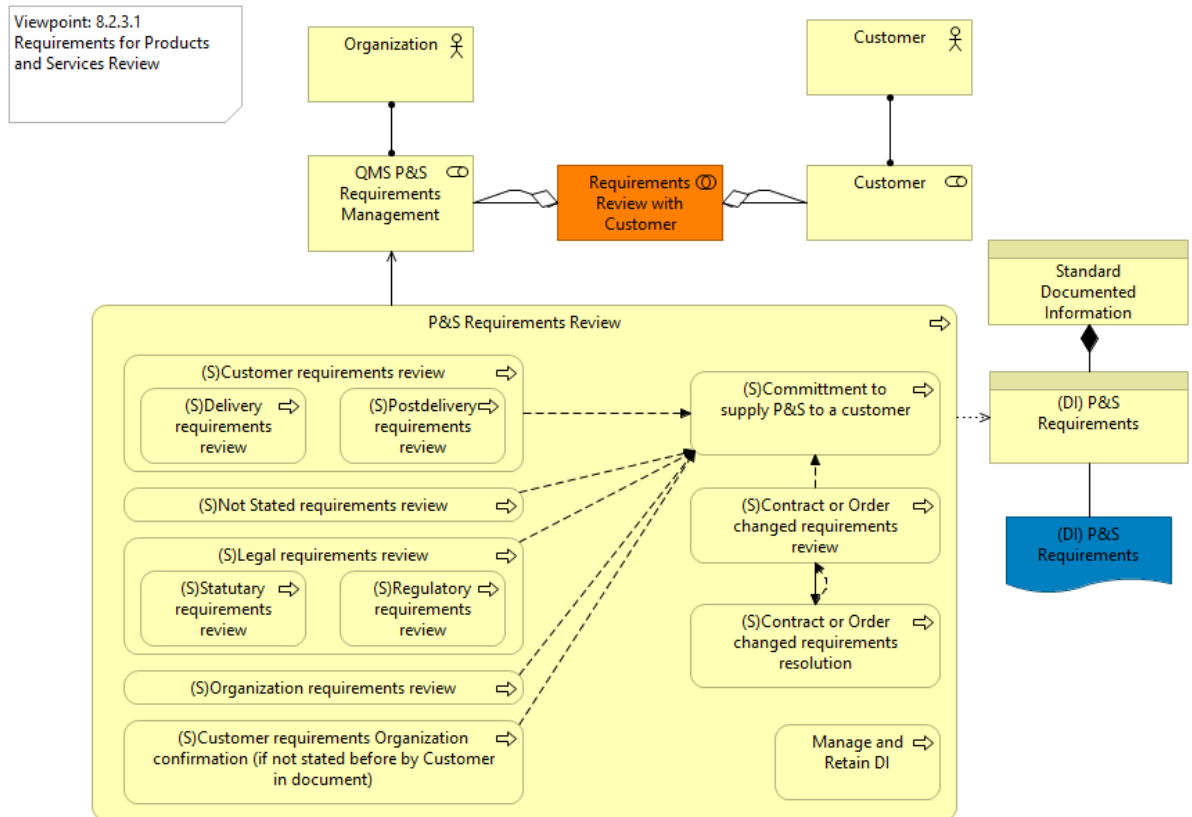 Viewpoint: 8.2.3.1
Requirements for Products
and Services Review
Organization
Customer
QMS P&S
Requirements
Management
Requirements
Review with
Customer
Customer
Standard
Documented
Information
P&S Requirements Review
(S)Customer requirements review
(S)Delivery
requirements
review
(S)Postdelivery
requirements
review
(S)Committment to
supply P&S to a customer
(DI) P&S
Requirements
(S)Not Stated requirements review
(S)Contract or Order
changed requirements
review
(DI) P&S
Requirements
(S)Legal requirements review
(S)Statutary
requirements
review
(S)Regulatory
requirements
review
(S)Contract or Order
changed requirements
resolution
(S)Organization requirements review
(S)Customer requirements Organization
confirmation (if not stated before by Customer
in document)
Manage and
Retain DI